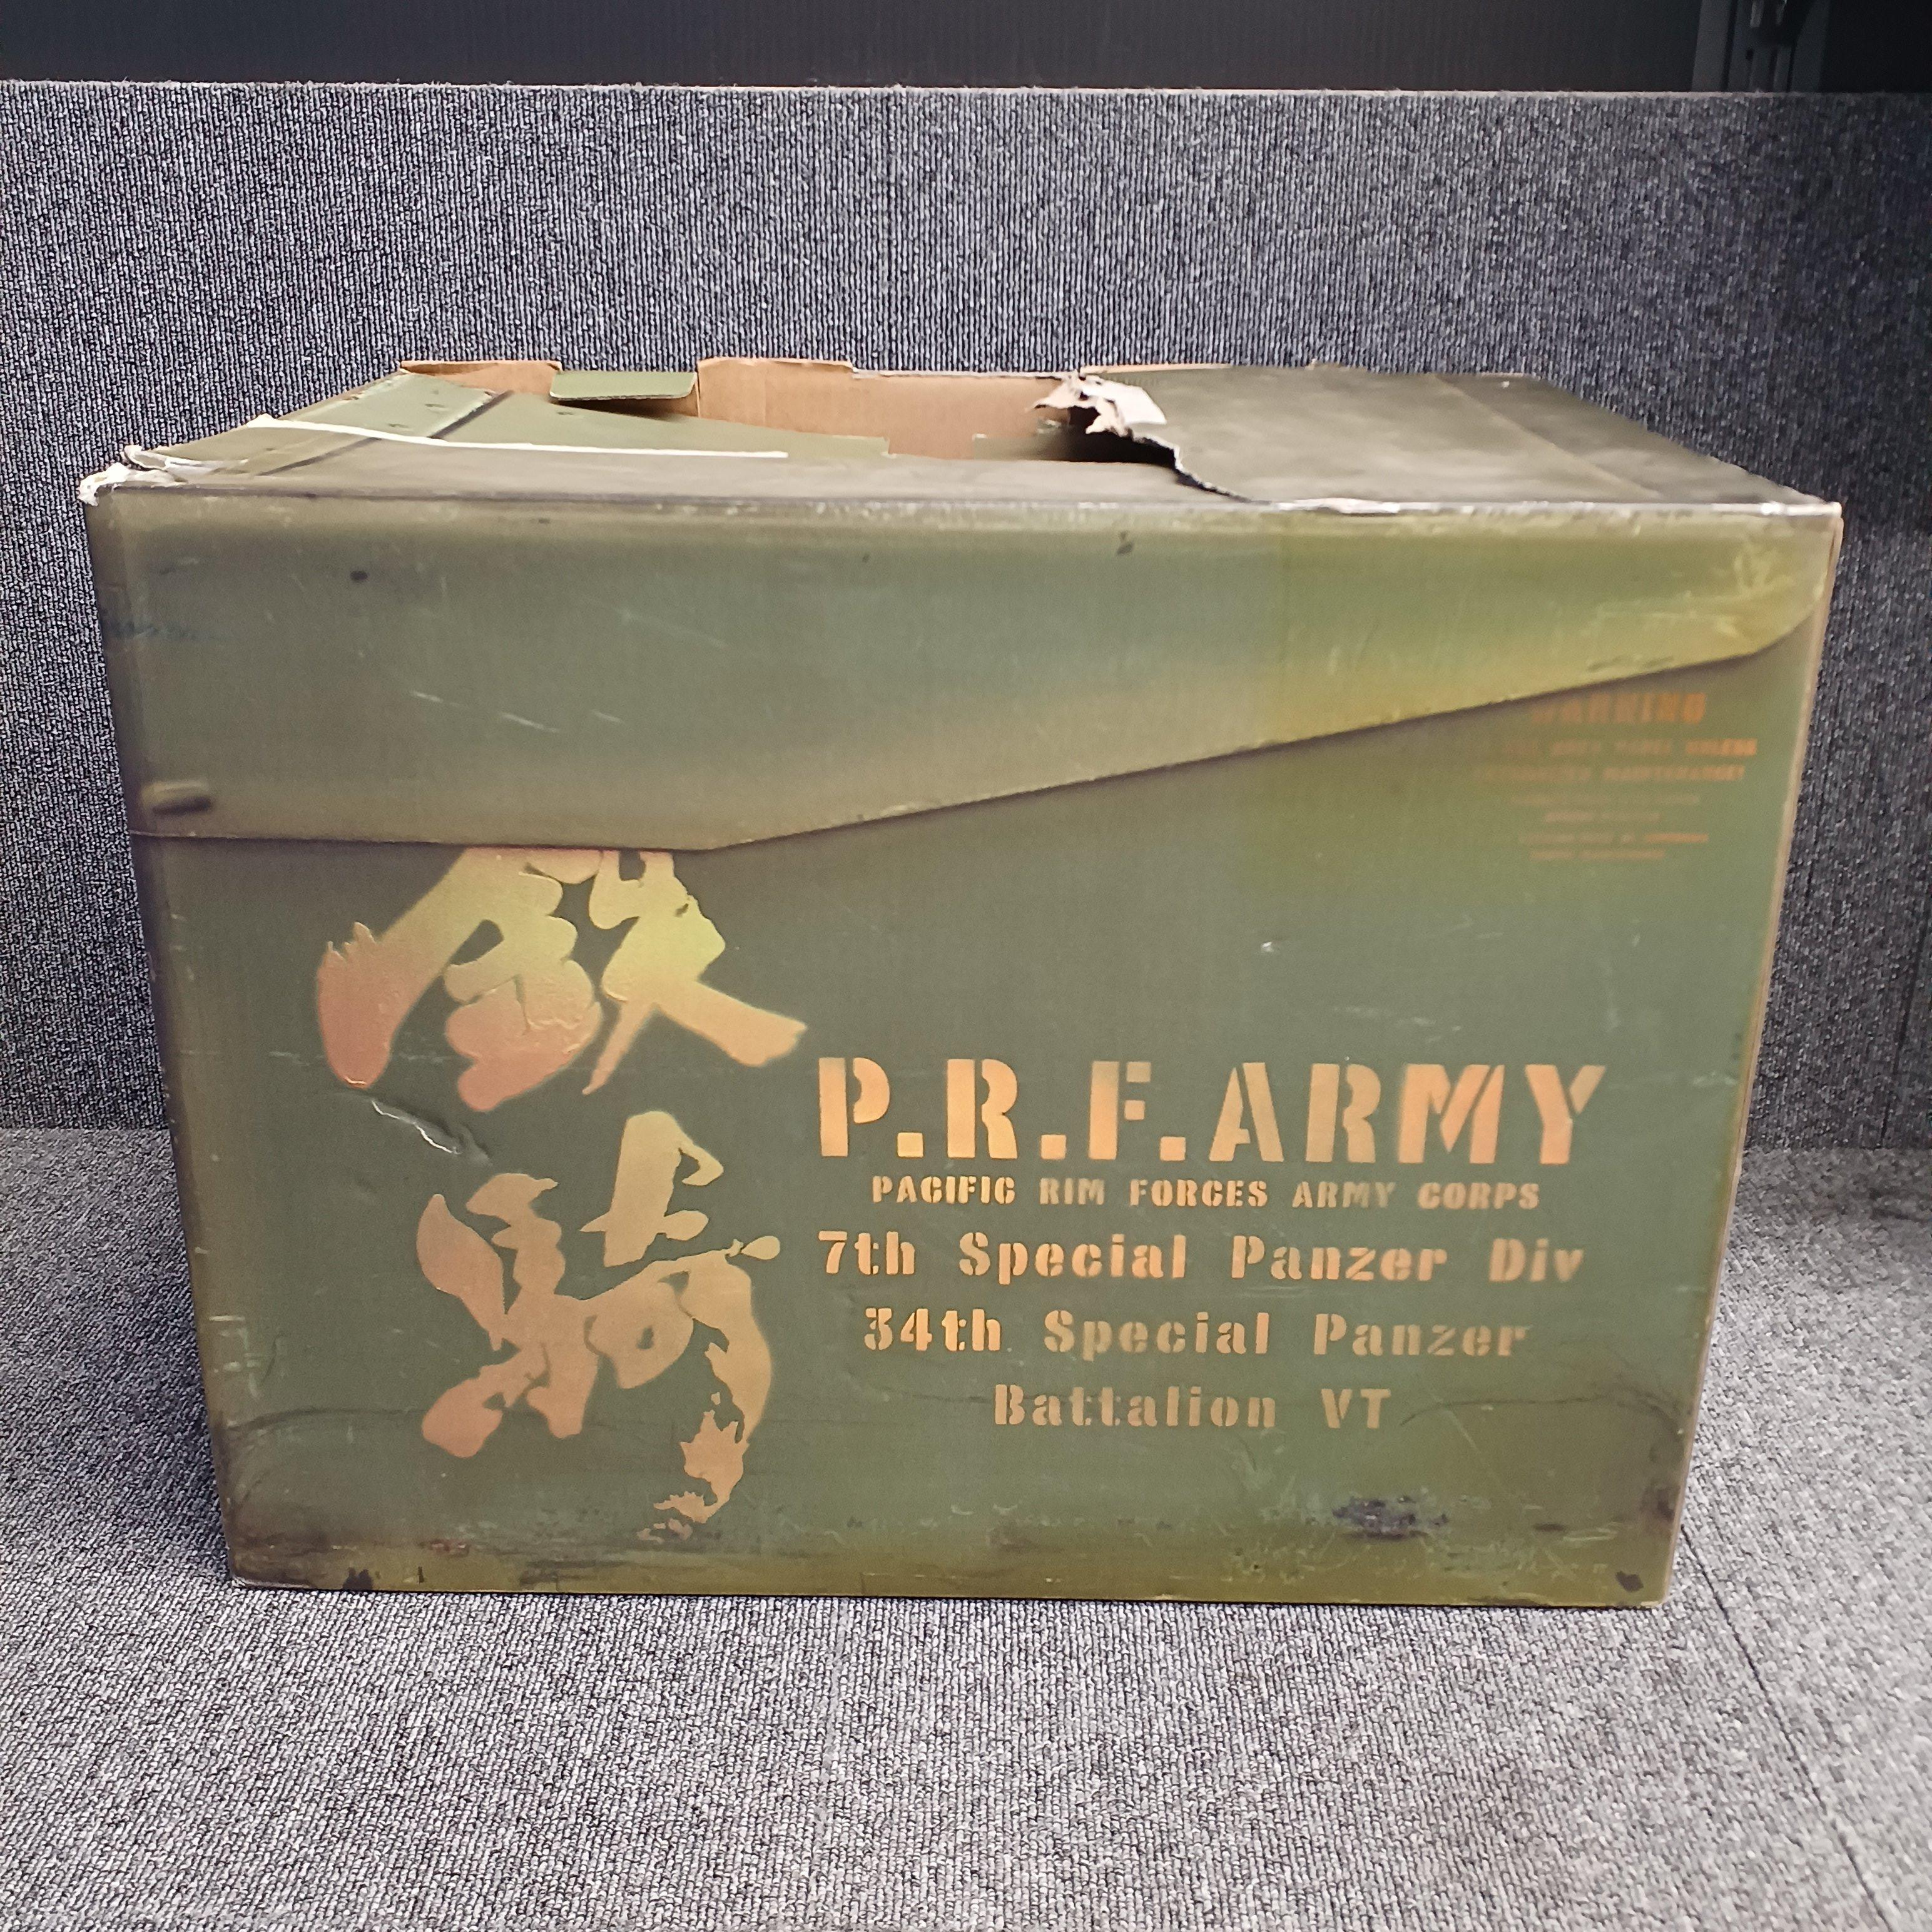 鉄騎
P.R.F.ARMY
PACIFIC RIM FORCES ARMY CORPS
7th Special Panzer Div
34th Special Panzer
Battalion VT
WARNING